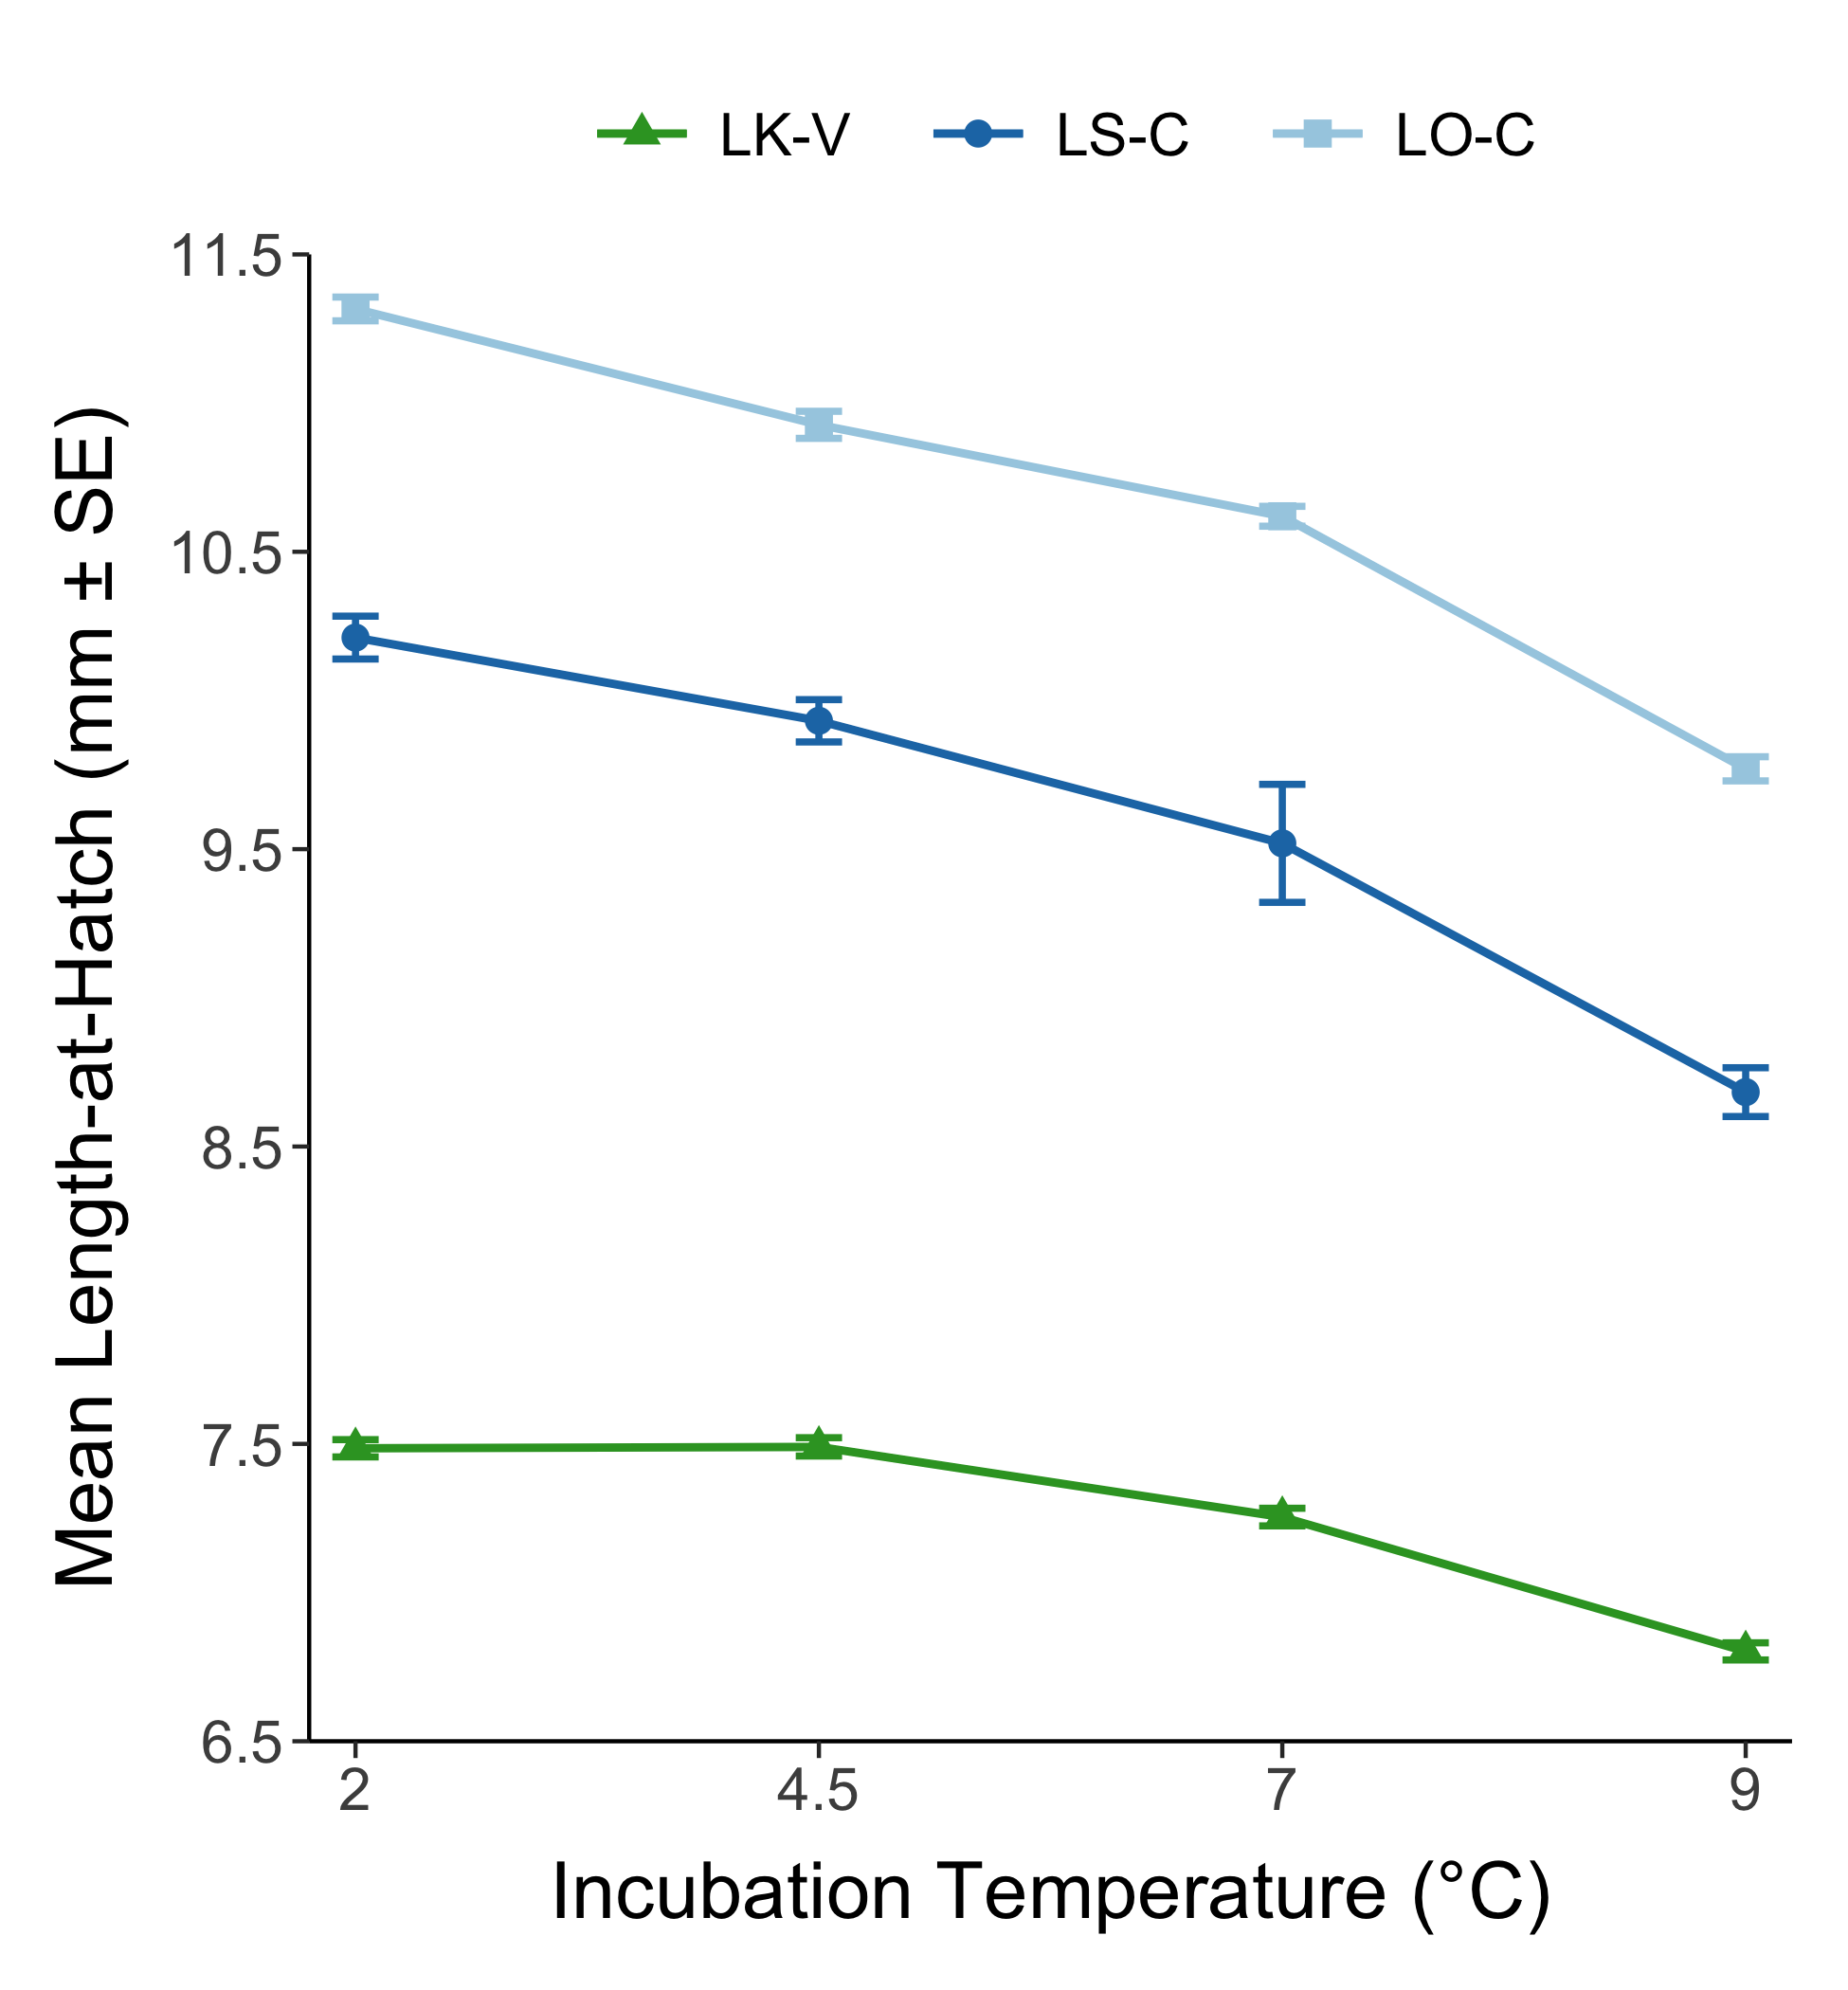 LK-V LS-C LO-C
11.5
10.5
9.5
8.5
7.5
6.5
Mean Length-at-Hatch (mm ± SE)
2 4.5 7 9
Incubation Temperature (°C)